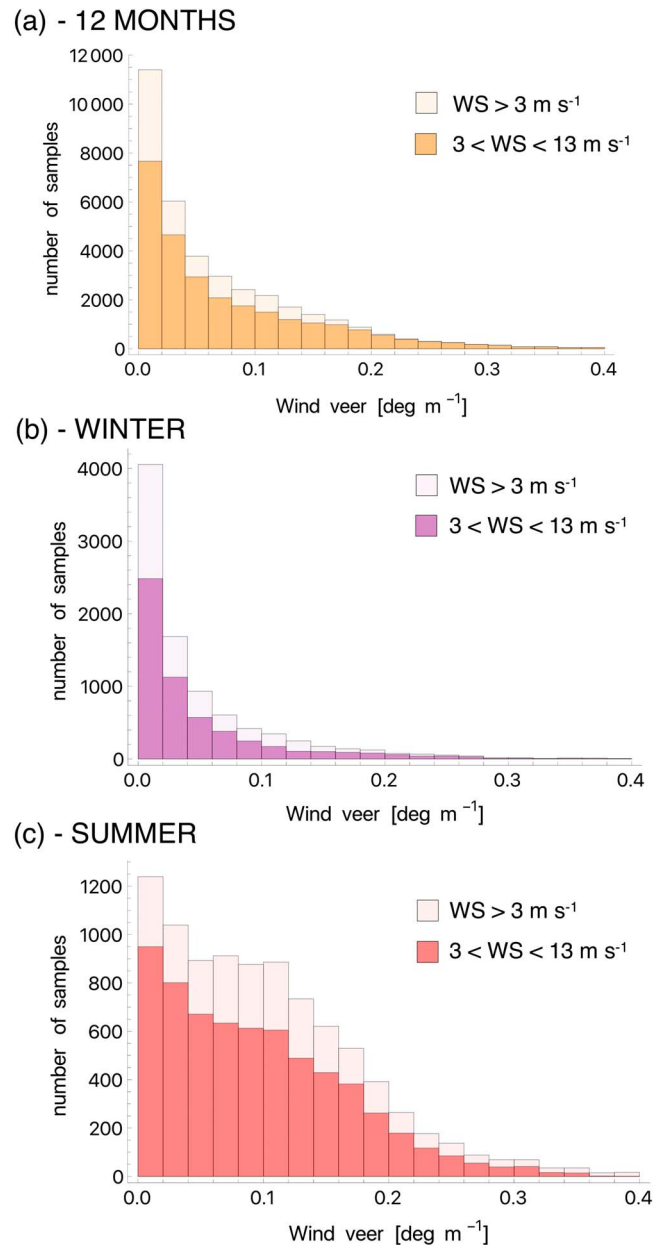 (a) - 12 MONTHS
12 000
10 000
8000
6000
4000
2000
0
number of samples
WS > 3 m s⁻¹
3 < WS < 13 m s⁻¹
0.0 0.1 0.2 0.3 0.4
Wind veer [deg m⁻¹]
(b) - WINTER
4000
3000
2000
1000
0
number of samples
WS > 3 m s⁻¹
3 < WS < 13 m s⁻¹
0.0 0.1 0.2 0.3 0.4
Wind veer [deg m⁻¹]
(c) - SUMMER
1200
1000
800
600
400
200
0
number of samples
WS > 3 m s⁻¹
3 < WS < 13 m s⁻¹
0.0 0.1 0.2 0.3 0.4
Wind veer [deg m⁻¹]